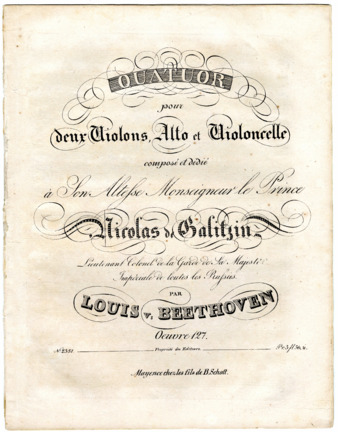 QUATUOR
pour
deux Violons, Alto et Violoncelle
composé et dédié
à Son Altesse Monseigneur le Prince
Nicolas de Galitzin
Lieutenant Colonel de la Garde de Sa Majesté
Impériale de toutes les Russies
PAR
LOUIS v. BEETHOVEN
Oeuvre 127.
Propriété des Editeurs.
Mayence chez les fils de B. Schott.